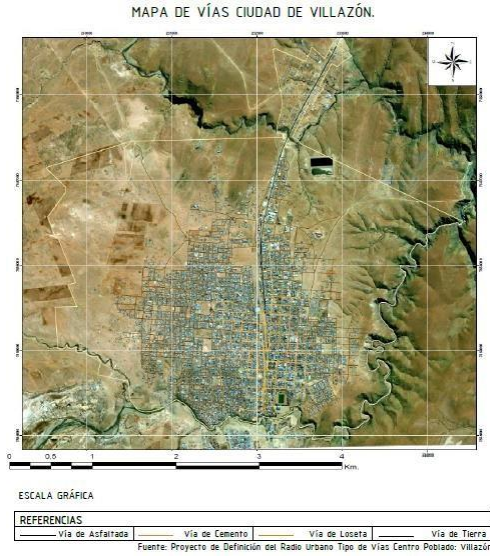 MAPA DE VÍAS CIUDAD DE VILLAZÓN.
0 0.5 1 2 3 4 Km.
ESCALA GRÁFICA
REFERENCIAS
Vía de Asfaltada Vía de Cemento Vía de Loseta Vía de Tierra
Fuente: Proyecto de Definición del Radio Urbano Tipo de Vías Centro Poblado: Villazón